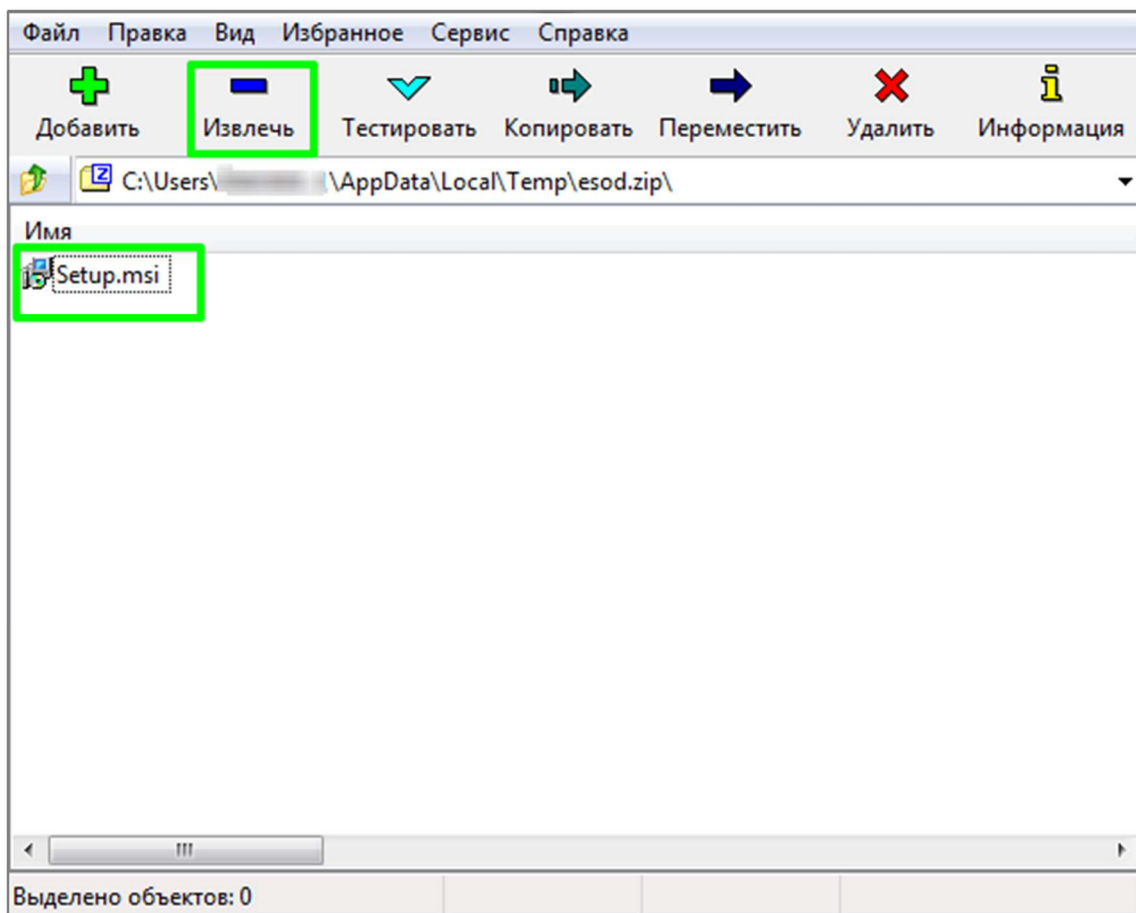 Файл Правка Вид Избранное Сервис Справка
Добавить Извлечь Тестировать Копировать Переместить Удалить Информация
C:\Users\ \AppData\Local\Temp\esod.zip\
Имя
Setup.msi
Выделено объектов: 0